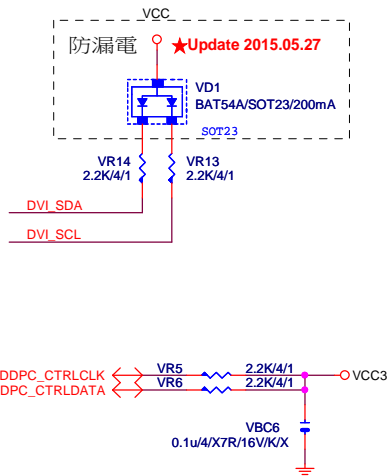 VCC
防漏電
★Update 2015.05.27
VD1
BAT54A/SOT23/200mA
SOT23
VR14
2.2K/4/1
VR13
2.2K/4/1
DVI_SDA
DVI_SCL
DDPC_CTRLCLK
VR5
2.2K/4/1
DPC_CTRLDATA
VR6
2.2K/4/1
VCC3
VBC6
0.1u/4/X7R/16V/K/X